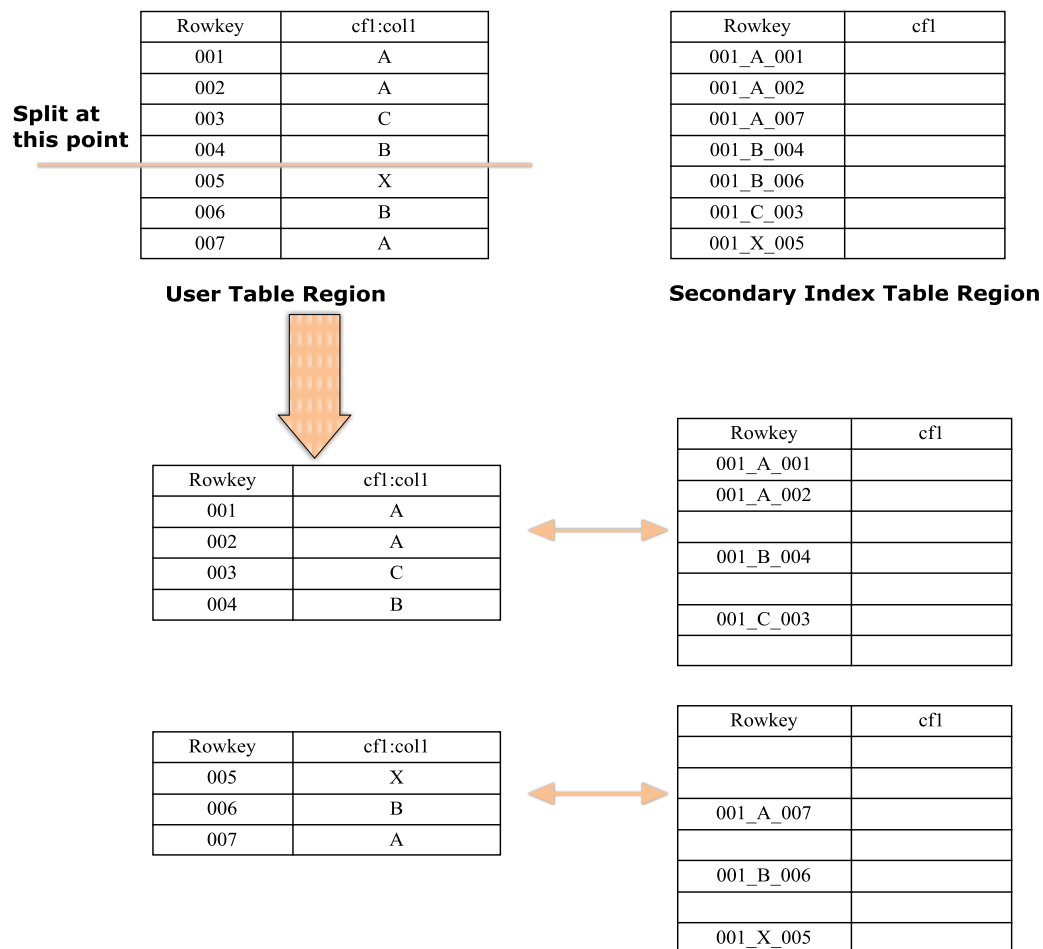 Rowkey cf1:col1
001 A
002 A
003 C
004 B
005 X
006 B
007 A
Split at
this point
User Table Region
Rowkey cf1
001_A_001
001_A_002
001_A_007
001_B_004
001_B_006
001_C_003
001_X_005
Secondary Index Table Region
Rowkey cf1:col1
001 A
002 A
003 C
004 B
Rowkey cf1
001_A_001
001_A_002
001_B_004
001_C_003
Rowkey cf1:col1
005 X
006 B
007 A
Rowkey cf1
001_A_007
001_B_006
001_X_005